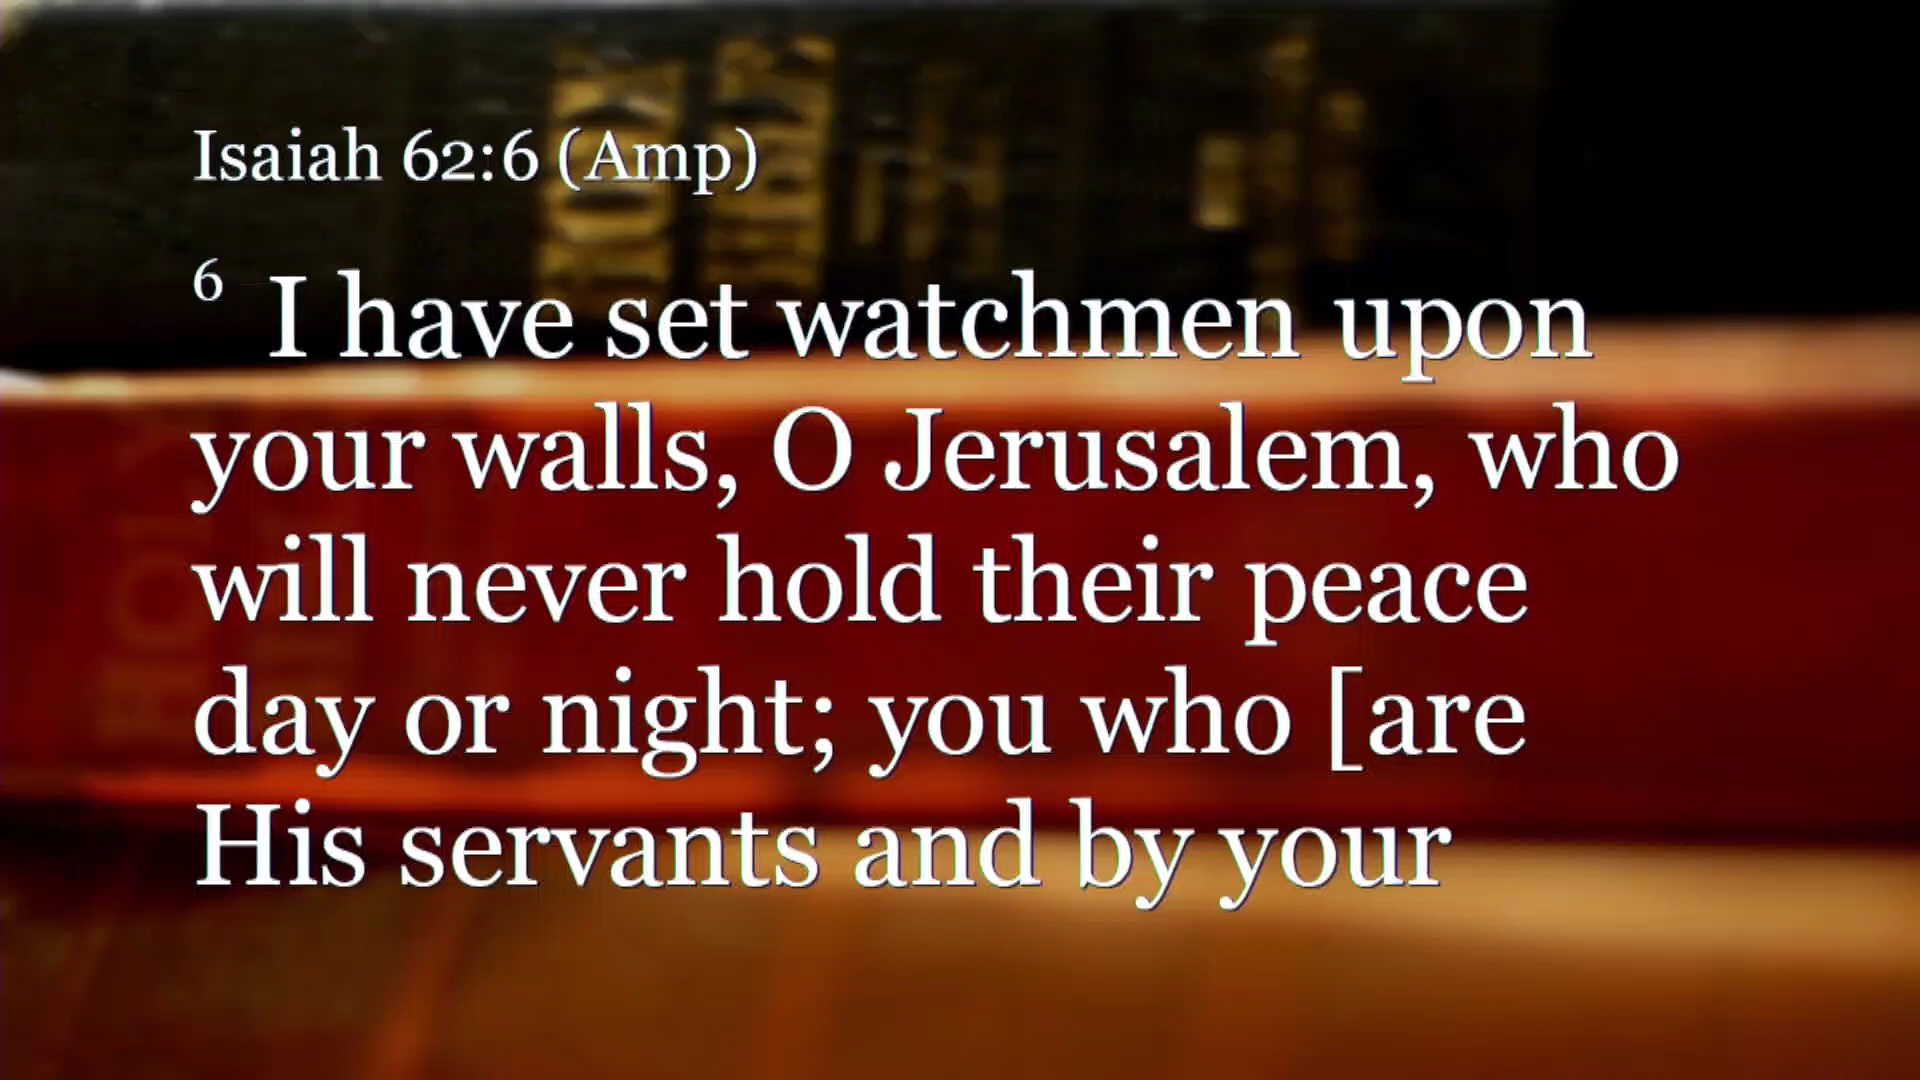 Isaiah 62:6 (Amp)
6 I have set watchmen upon
your walls, O Jerusalem, who
will never hold their peace
day or night; you who [are
His servants and by your
HOLY